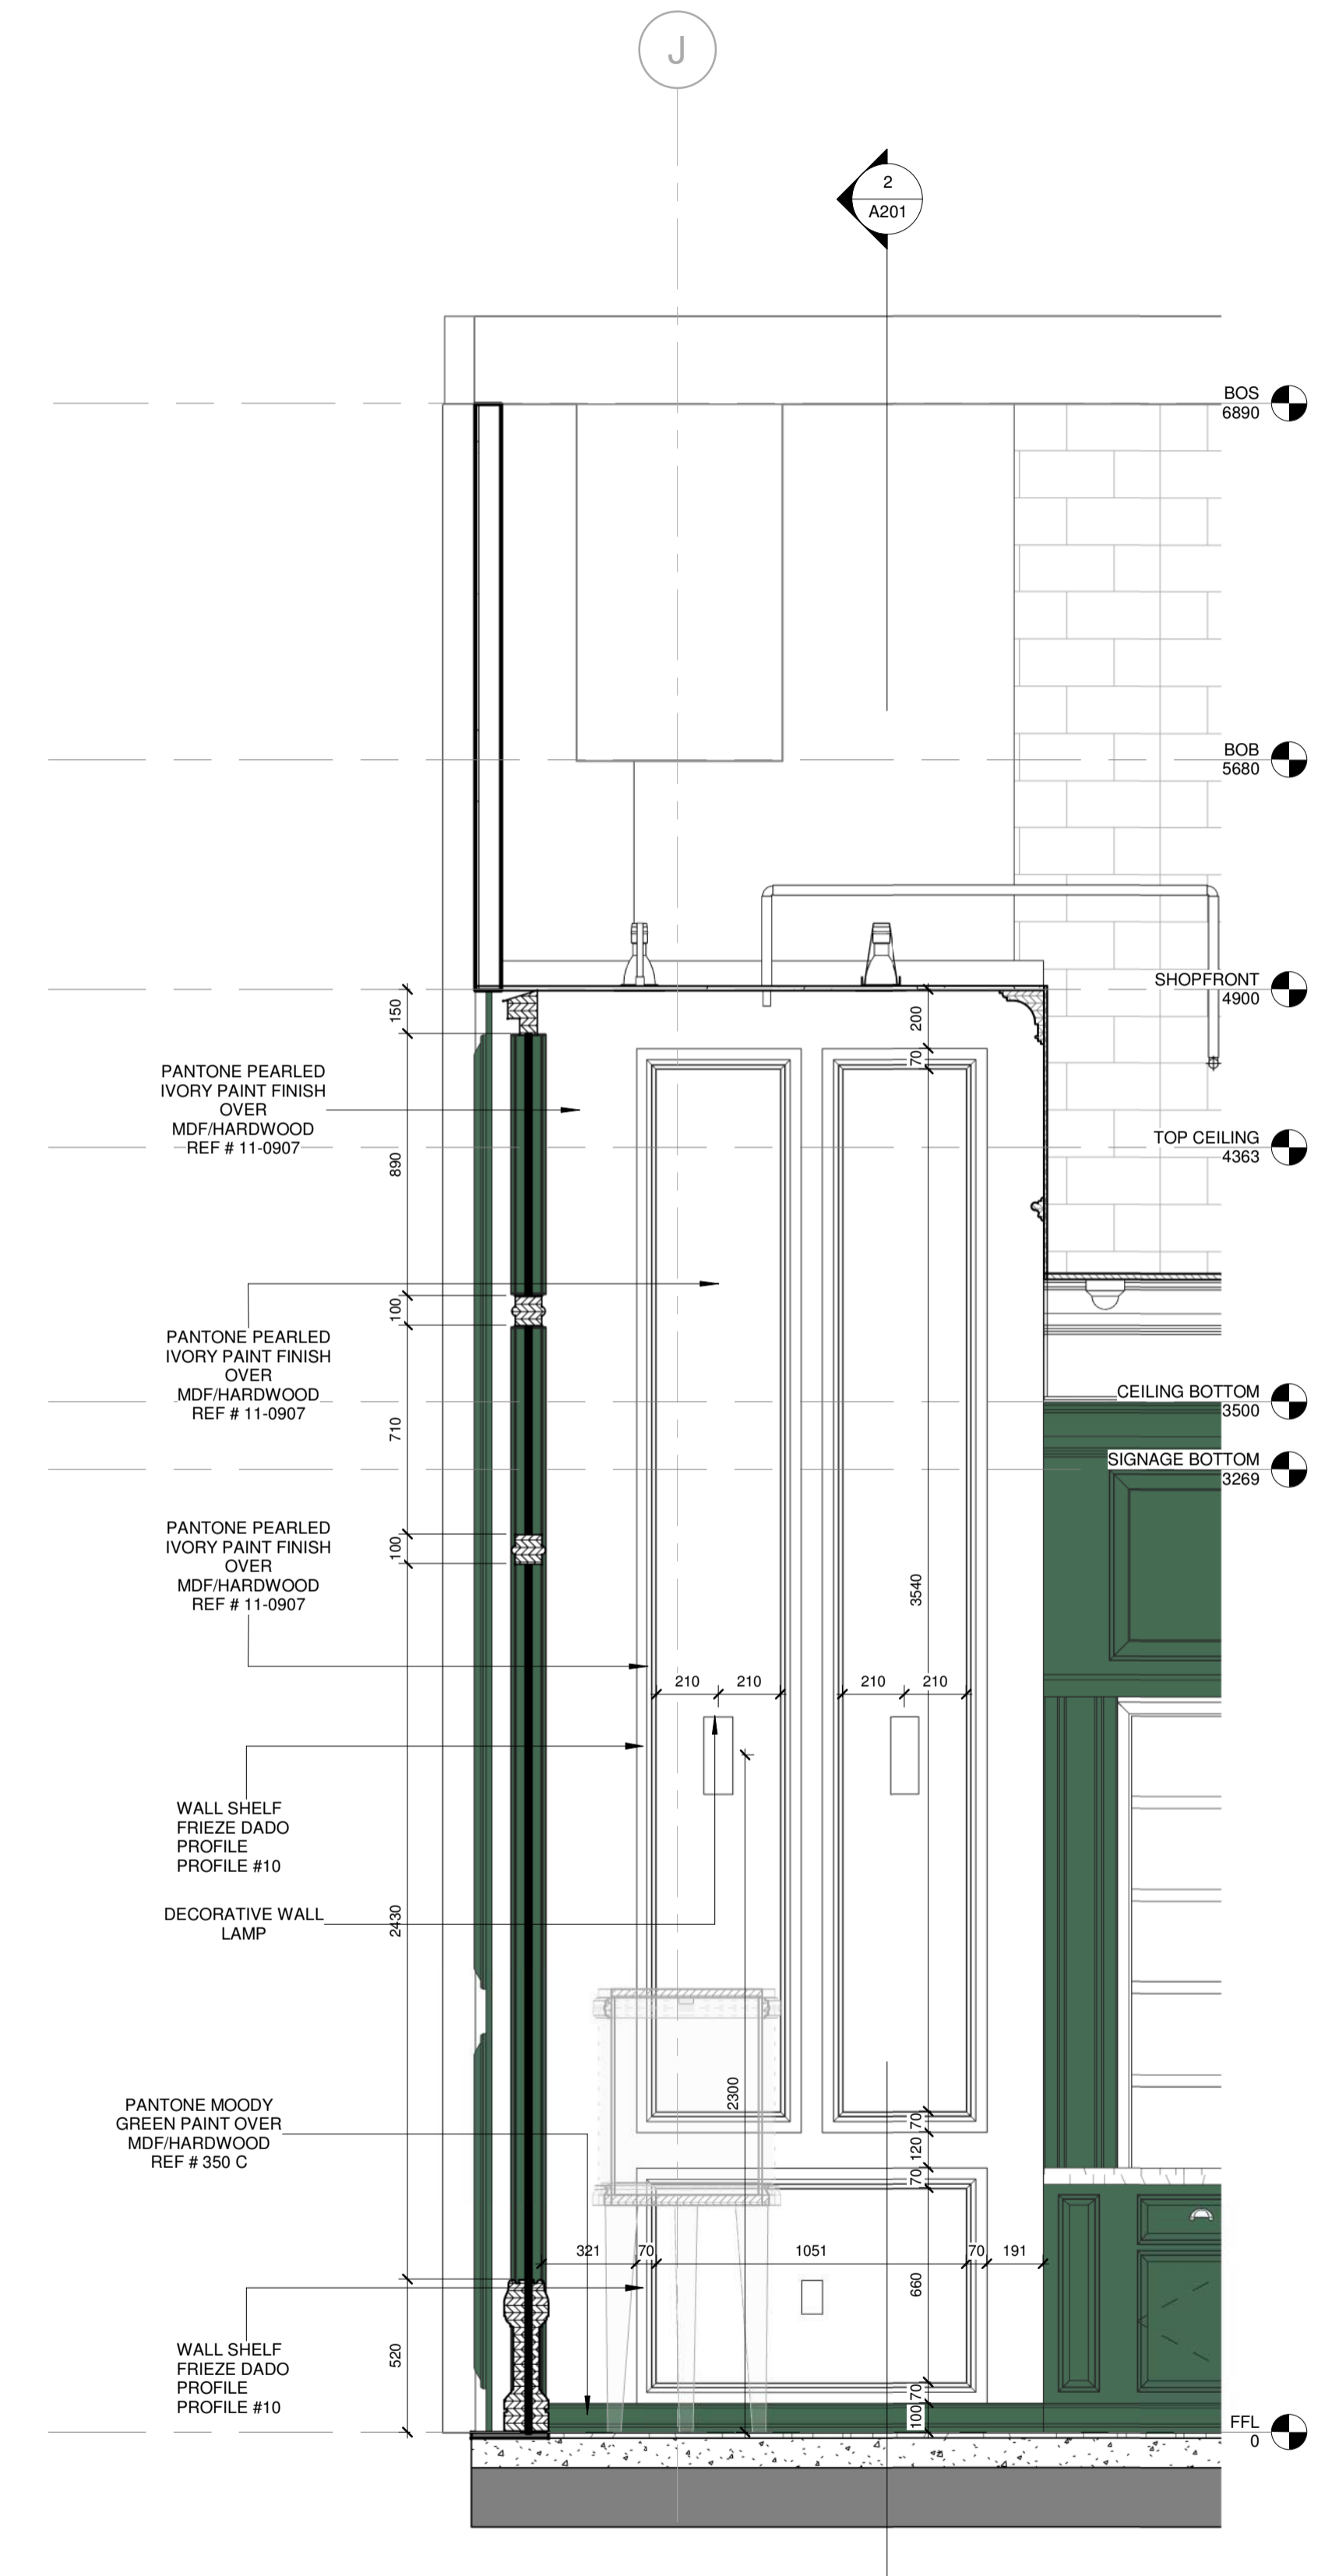 J
2
A201
BOS
6890
BOB
5680
SHOPFRONT
4900
150
200
70
PANTONE PEARLED
IVORY PAINT FINISH
OVER
MDF/HARDWOOD
REF # 11-0907
TOP CEILING
4363
890
100
PANTONE PEARLED
IVORY PAINT FINISH
OVER
MDF/HARDWOOD
REF # 11-0907
CEILING BOTTOM
3500
710
SIGNAGE BOTTOM
3269
PANTONE PEARLED
IVORY PAINT FINISH
OVER
MDF/HARDWOOD
REF # 11-0907
100
3540
210 210 210 210
WALL SHELF
FRIEZE DADO
PROFILE
PROFILE #10
DECORATIVE WALL
LAMP
2430
2300
PANTONE MOODY
GREEN PAINT OVER
MDF/HARDWOOD
REF # 350 C
70
120
70
321 70 1051 70 191
660
WALL SHELF
FRIEZE DADO
PROFILE
PROFILE #10
520
70
100
FFL
0